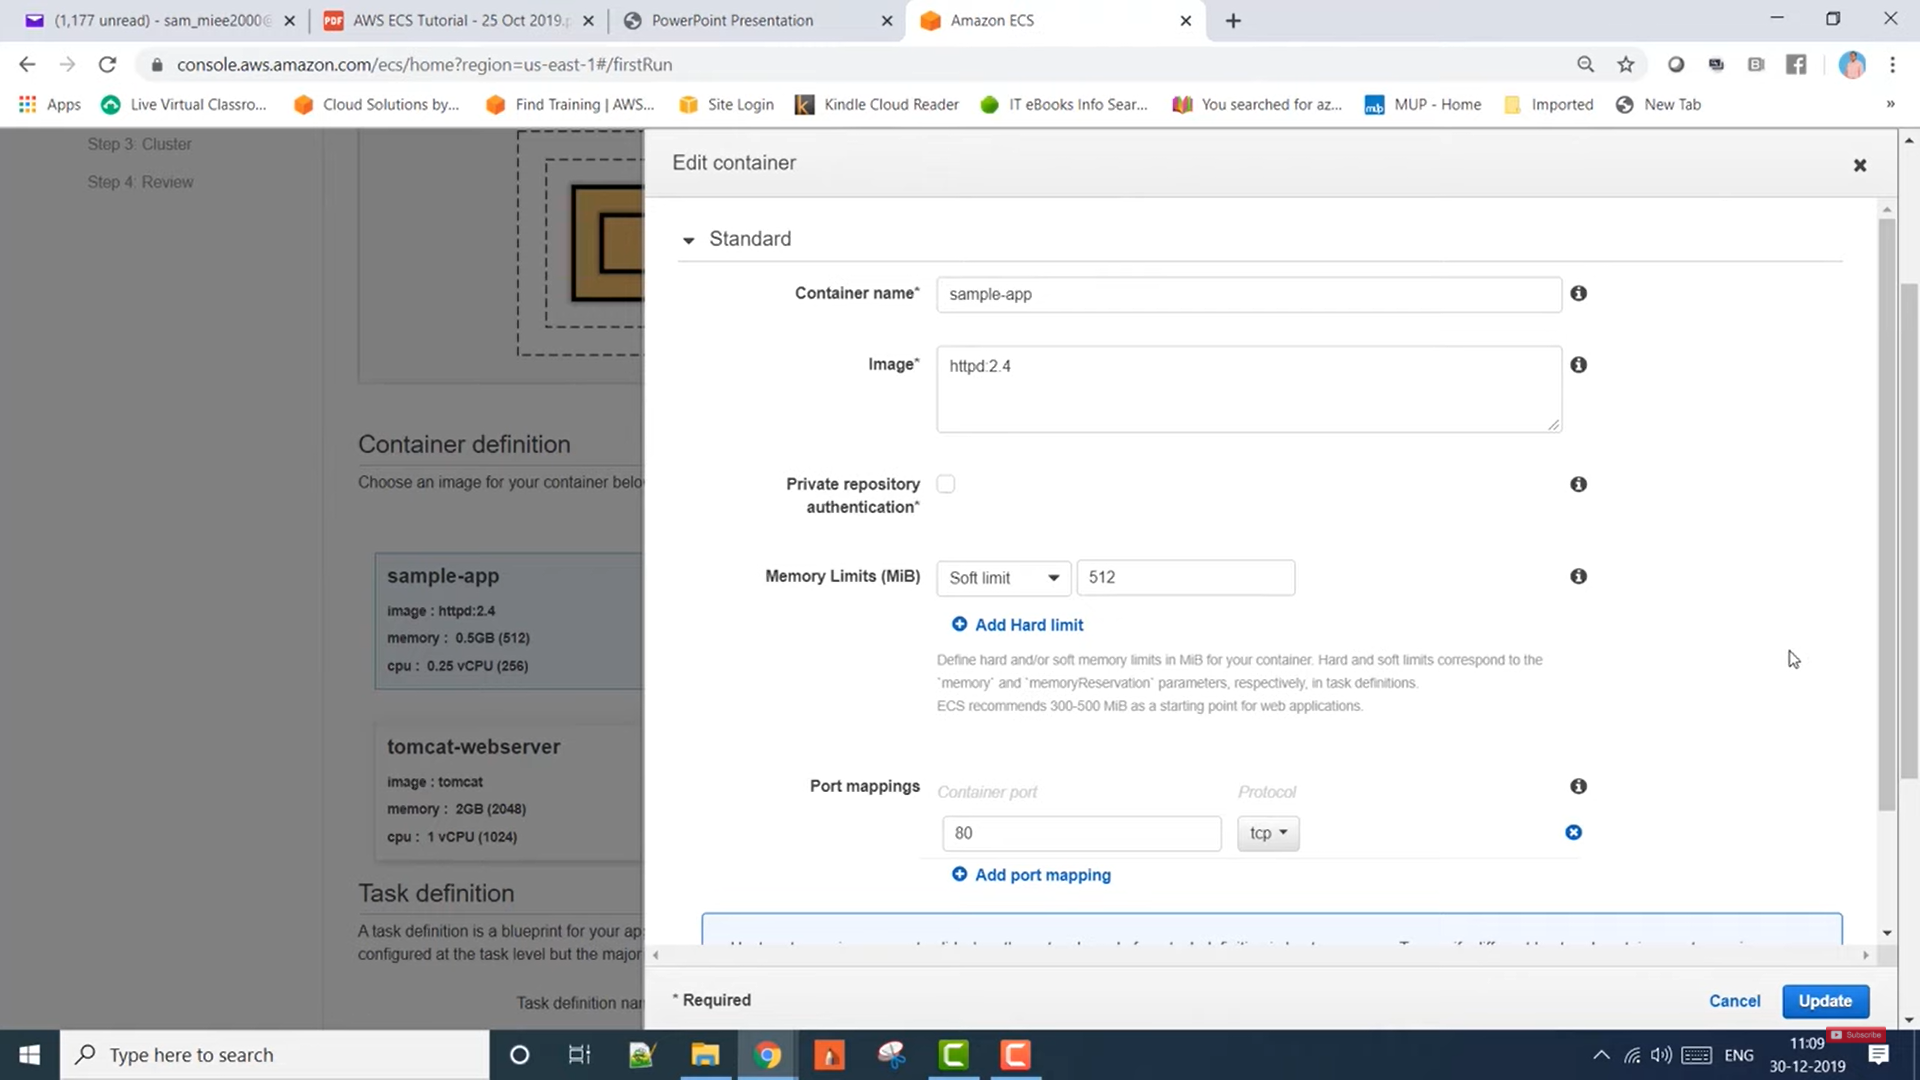 (1,177 unread) - sam_miee2000@
AWS ECS Tutorial - 25 Oct 2019.p
PowerPoint Presentation
Amazon ECS
console.aws.amazon.com/ecs/home?region=us-east-1#/firstRun
Apps
Live Virtual Classro...
Cloud Solutions by...
Find Training | AWS...
Site Login
Kindle Cloud Reader
IT eBooks Info Sear...
You searched for az...
MUP - Home
Imported
New Tab
»
Step 3: Cluster
Step 4: Review
Edit container
Standard
Container name*
sample-app
Image*
httpd:2.4
Private repository
authentication*
Memory Limits (MiB)
Soft limit
512
Add Hard limit
Define hard and/or soft memory limits in MiB for your container. Hard and soft limits correspond to the
`memory` and `memoryReservation` parameters, respectively, in task definitions.
ECS recommends 300-500 MiB as a starting point for web applications.
Port mappings
Container port
Protocol
80
tcp
Add port mapping
Container definition
Choose an image for your container belo
sample-app
image : httpd:2.4
memory : 0.5GB (512)
cpu : 0.25 vCPU (256)
tomcat-webserver
image : tomcat
memory : 2GB (2048)
cpu : 1 vCPU (1024)
Task definition
A task definition is a blueprint for your ap
configured at the task level but the major
Task definition nar
* Required
Cancel
Update
Subscribe
Type here to search
ENG
11:09
30-12-2019